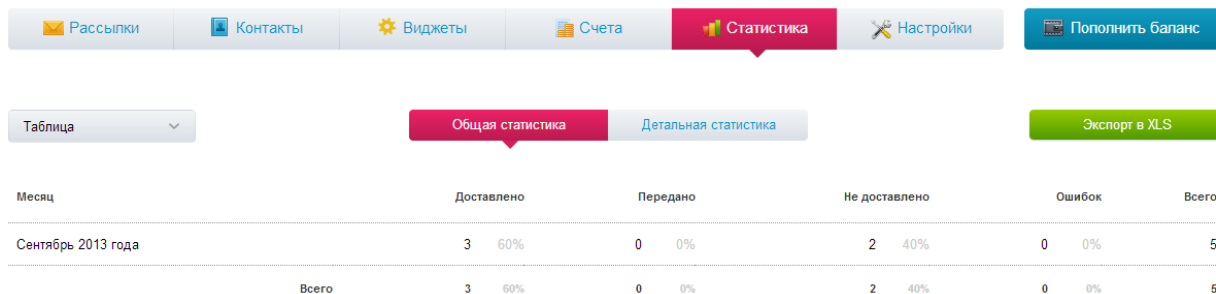 Рассылки Контакты Виджеты Счета Статистика Настройки Пополнить баланс
Таблица Общая статистика Детальная статистика Экспорт в XLS
Месяц Доставлено Передано Не доставлено Ошибок Всего
Сентябрь 2013 года 3 60% 0 0% 2 40% 0 0% 5
Всего 3 60% 0 0% 2 40% 0 0% 5